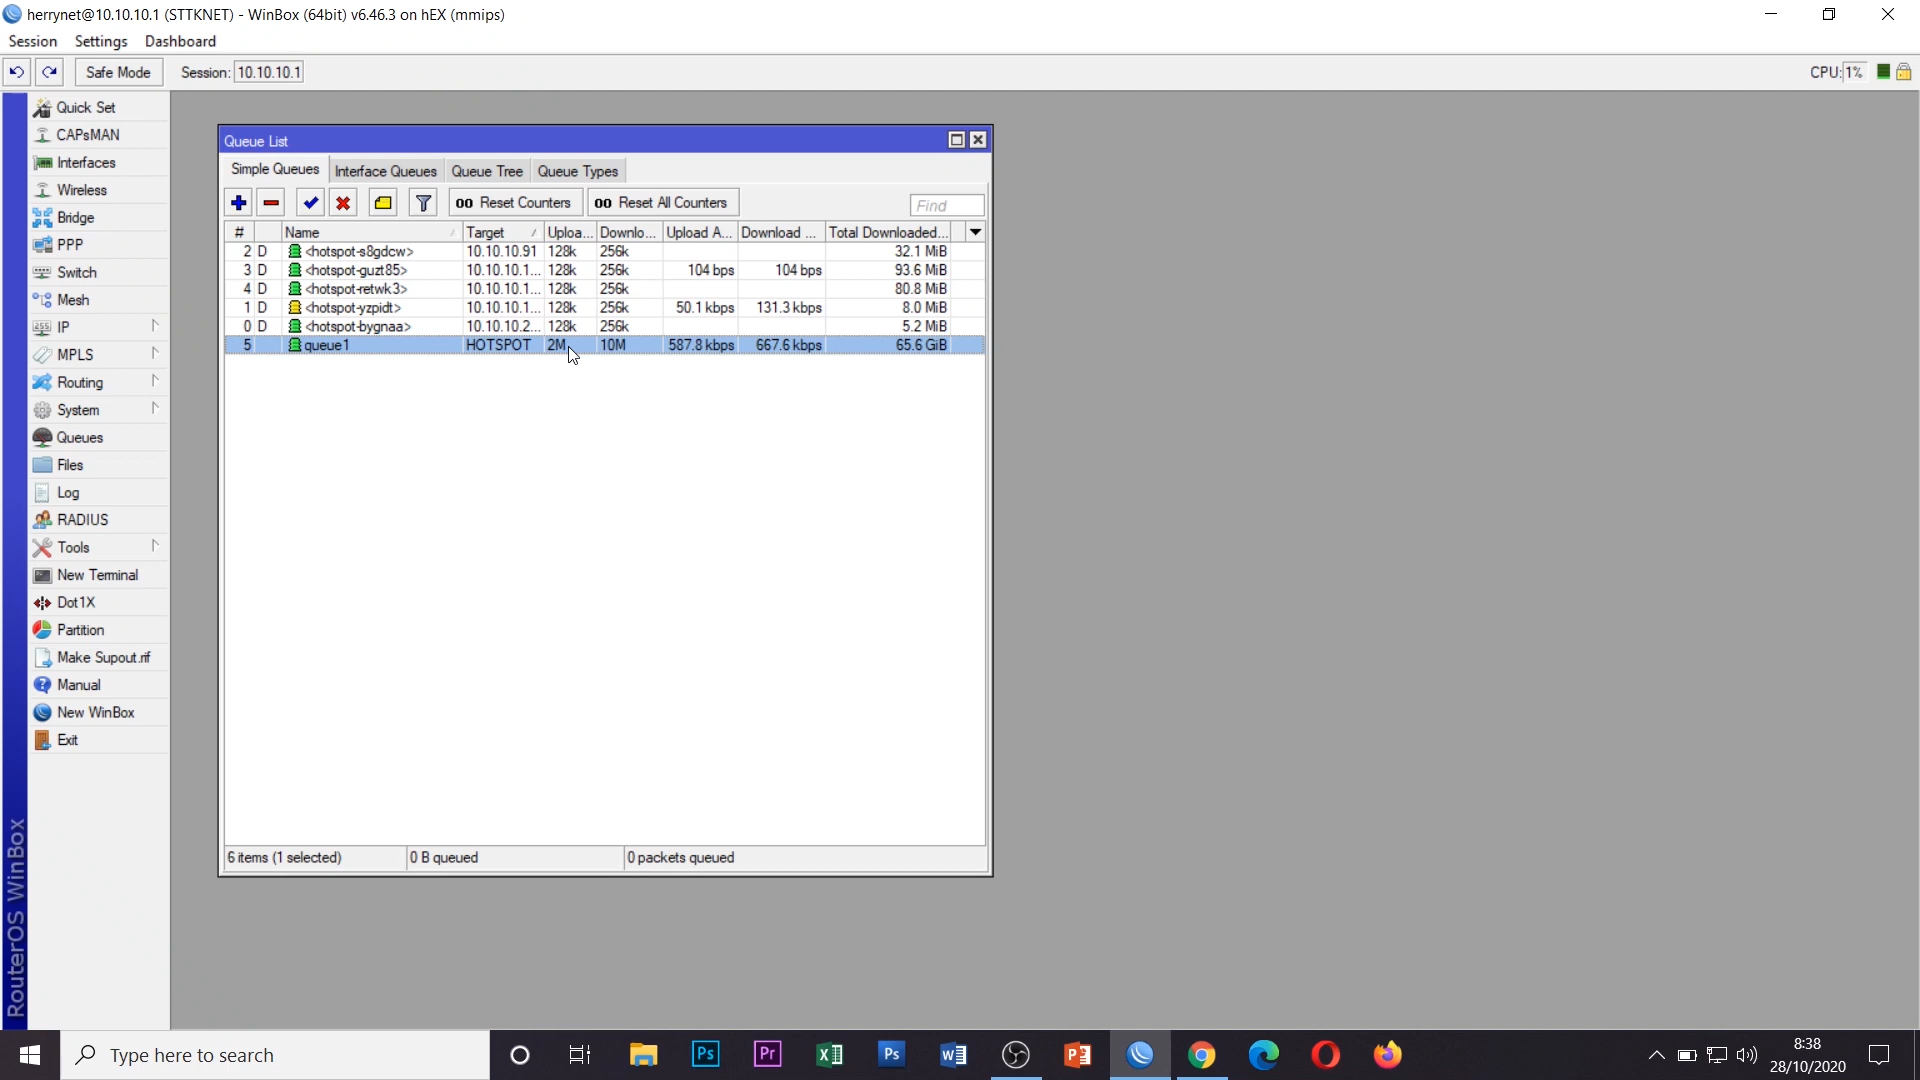 herrynet@10.10.10.1 (STTKNET) - WinBox (64bit) v6.46.3 on hEX (mmips)
Session Settings Dashboard
Safe Mode Session: 10.10.10.1 CPU: 1%
Quick Set
CAPsMAN
Interfaces
Wireless
Bridge
PPP
Switch
Mesh
255 IP
MPLS
Routing
System
Queues
Files
Log
RADIUS
Tools
New Terminal
Dot1X
Partition
Make Supout.rif
Manual
New WinBox
Exit
RouterOS WinBox
Queue List
Simple Queues Interface Queues Queue Tree Queue Types
00 Reset Counters 00 Reset All Counters Find
# Name Target Uploa... Downlo... Upload A... Download ... Total Downloaded...
2 D <hotspot-s8gdcw> 10.10.10.91 128k 256k 32.1 MiB
3 D <hotspot-guzt85> 10.10.10.1... 128k 256k 104 bps 104 bps 93.6 MiB
4 D <hotspot-retwk3> 10.10.10.1... 128k 256k 80.8 MiB
1 D <hotspot-yzpidt> 10.10.10.1... 128k 256k 50.1 kbps 131.3 kbps 8.0 MiB
0 D <hotspot-bygnaa> 10.10.10.2... 128k 256k 5.2 MiB
5 queue1 HOTSPOT 2M 10M 587.8 kbps 667.6 kbps 65.6 GiB
6 items (1 selected) 0 B queued 0 packets queued
Type here to search
Ps Pr X Ps W P
8:38
28/10/2020